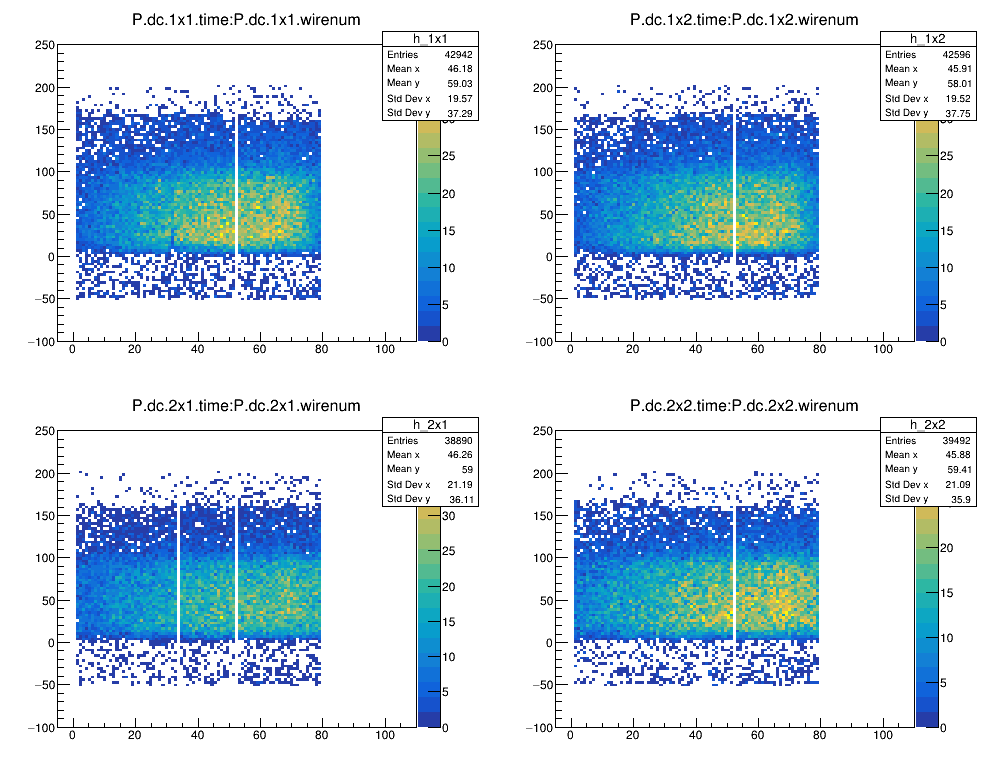 P.dc.1x1.time:P.dc.1x1.wirenum
h_1x1
Entries 42942
Mean x 46.18
Mean y 59.03
Std Dev x 19.57
Std Dev y 37.29
250
200
150
100
50
0
−50
−100
0 20 40 60 80 100
25
20
15
10
5
0
P.dc.1x2.time:P.dc.1x2.wirenum
h_1x2
Entries 42596
Mean x 45.91
Mean y 58.01
Std Dev x 19.52
Std Dev y 37.75
250
200
150
100
50
0
−50
−100
0 20 40 60 80 100
25
20
15
10
5
0
P.dc.2x1.time:P.dc.2x1.wirenum
h_2x1
Entries 38890
Mean x 46.26
Mean y 59
Std Dev x 21.19
Std Dev y 36.11
250
200
150
100
50
0
−50
−100
0 20 40 60 80 100
30
25
20
15
10
5
0
P.dc.2x2.time:P.dc.2x2.wirenum
h_2x2
Entries 39492
Mean x 45.88
Mean y 59.41
Std Dev x 21.09
Std Dev y 35.9
250
200
150
100
50
0
−50
−100
0 20 40 60 80 100
20
15
10
5
0